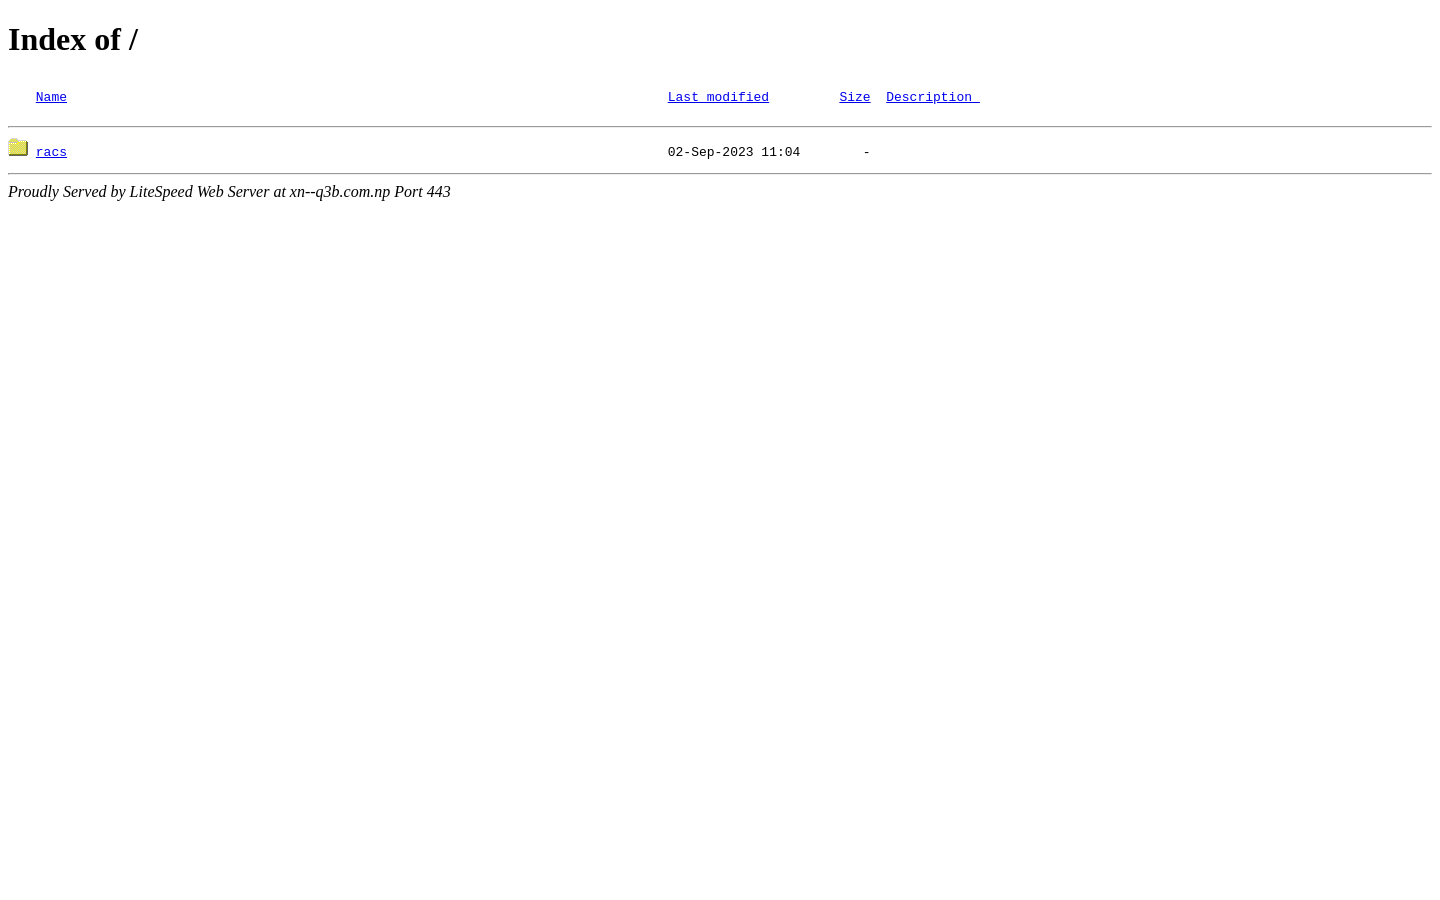 Index of /
Name Last modified Size Description
racs 02-Sep-2023 11:04 -
Proudly Served by LiteSpeed Web Server at xn--q3b.com.np Port 443